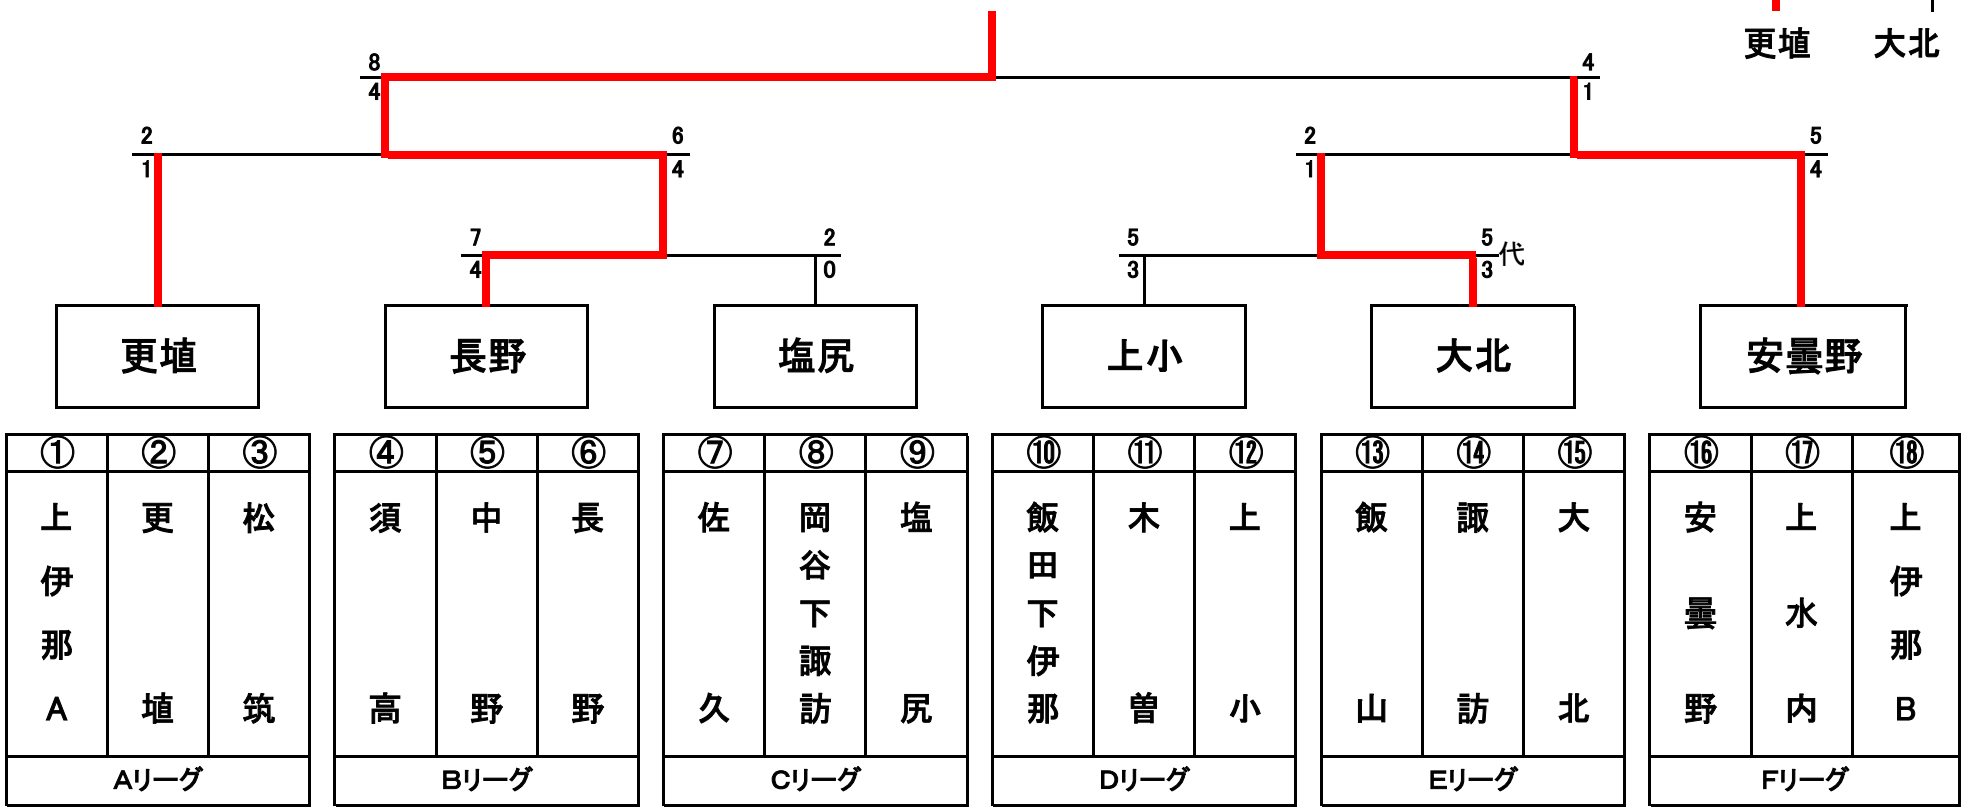 更埴 大北
8 4
4 1
2 6 2 5
1 4 1 4
7 2 5 5代
4 0 3 3
更埴 長野 塩尻 上小 大北 安曇野
① ② ③ ④ ⑤ ⑥ ⑦ ⑧ ⑨ ⑩ ⑪ ⑫ ⑬ ⑭ ⑮ ⑯ ⑰ ⑱
上伊那A
更埴
松筑
須高
中野
長野
佐久
岡谷下諏訪
塩尻
飯田下伊那
木曽
上小
飯山
諏訪
大北
安曇野
上水内
上伊那B
Aリーグ Bリーグ Cリーグ Dリーグ Eリーグ Fリーグ